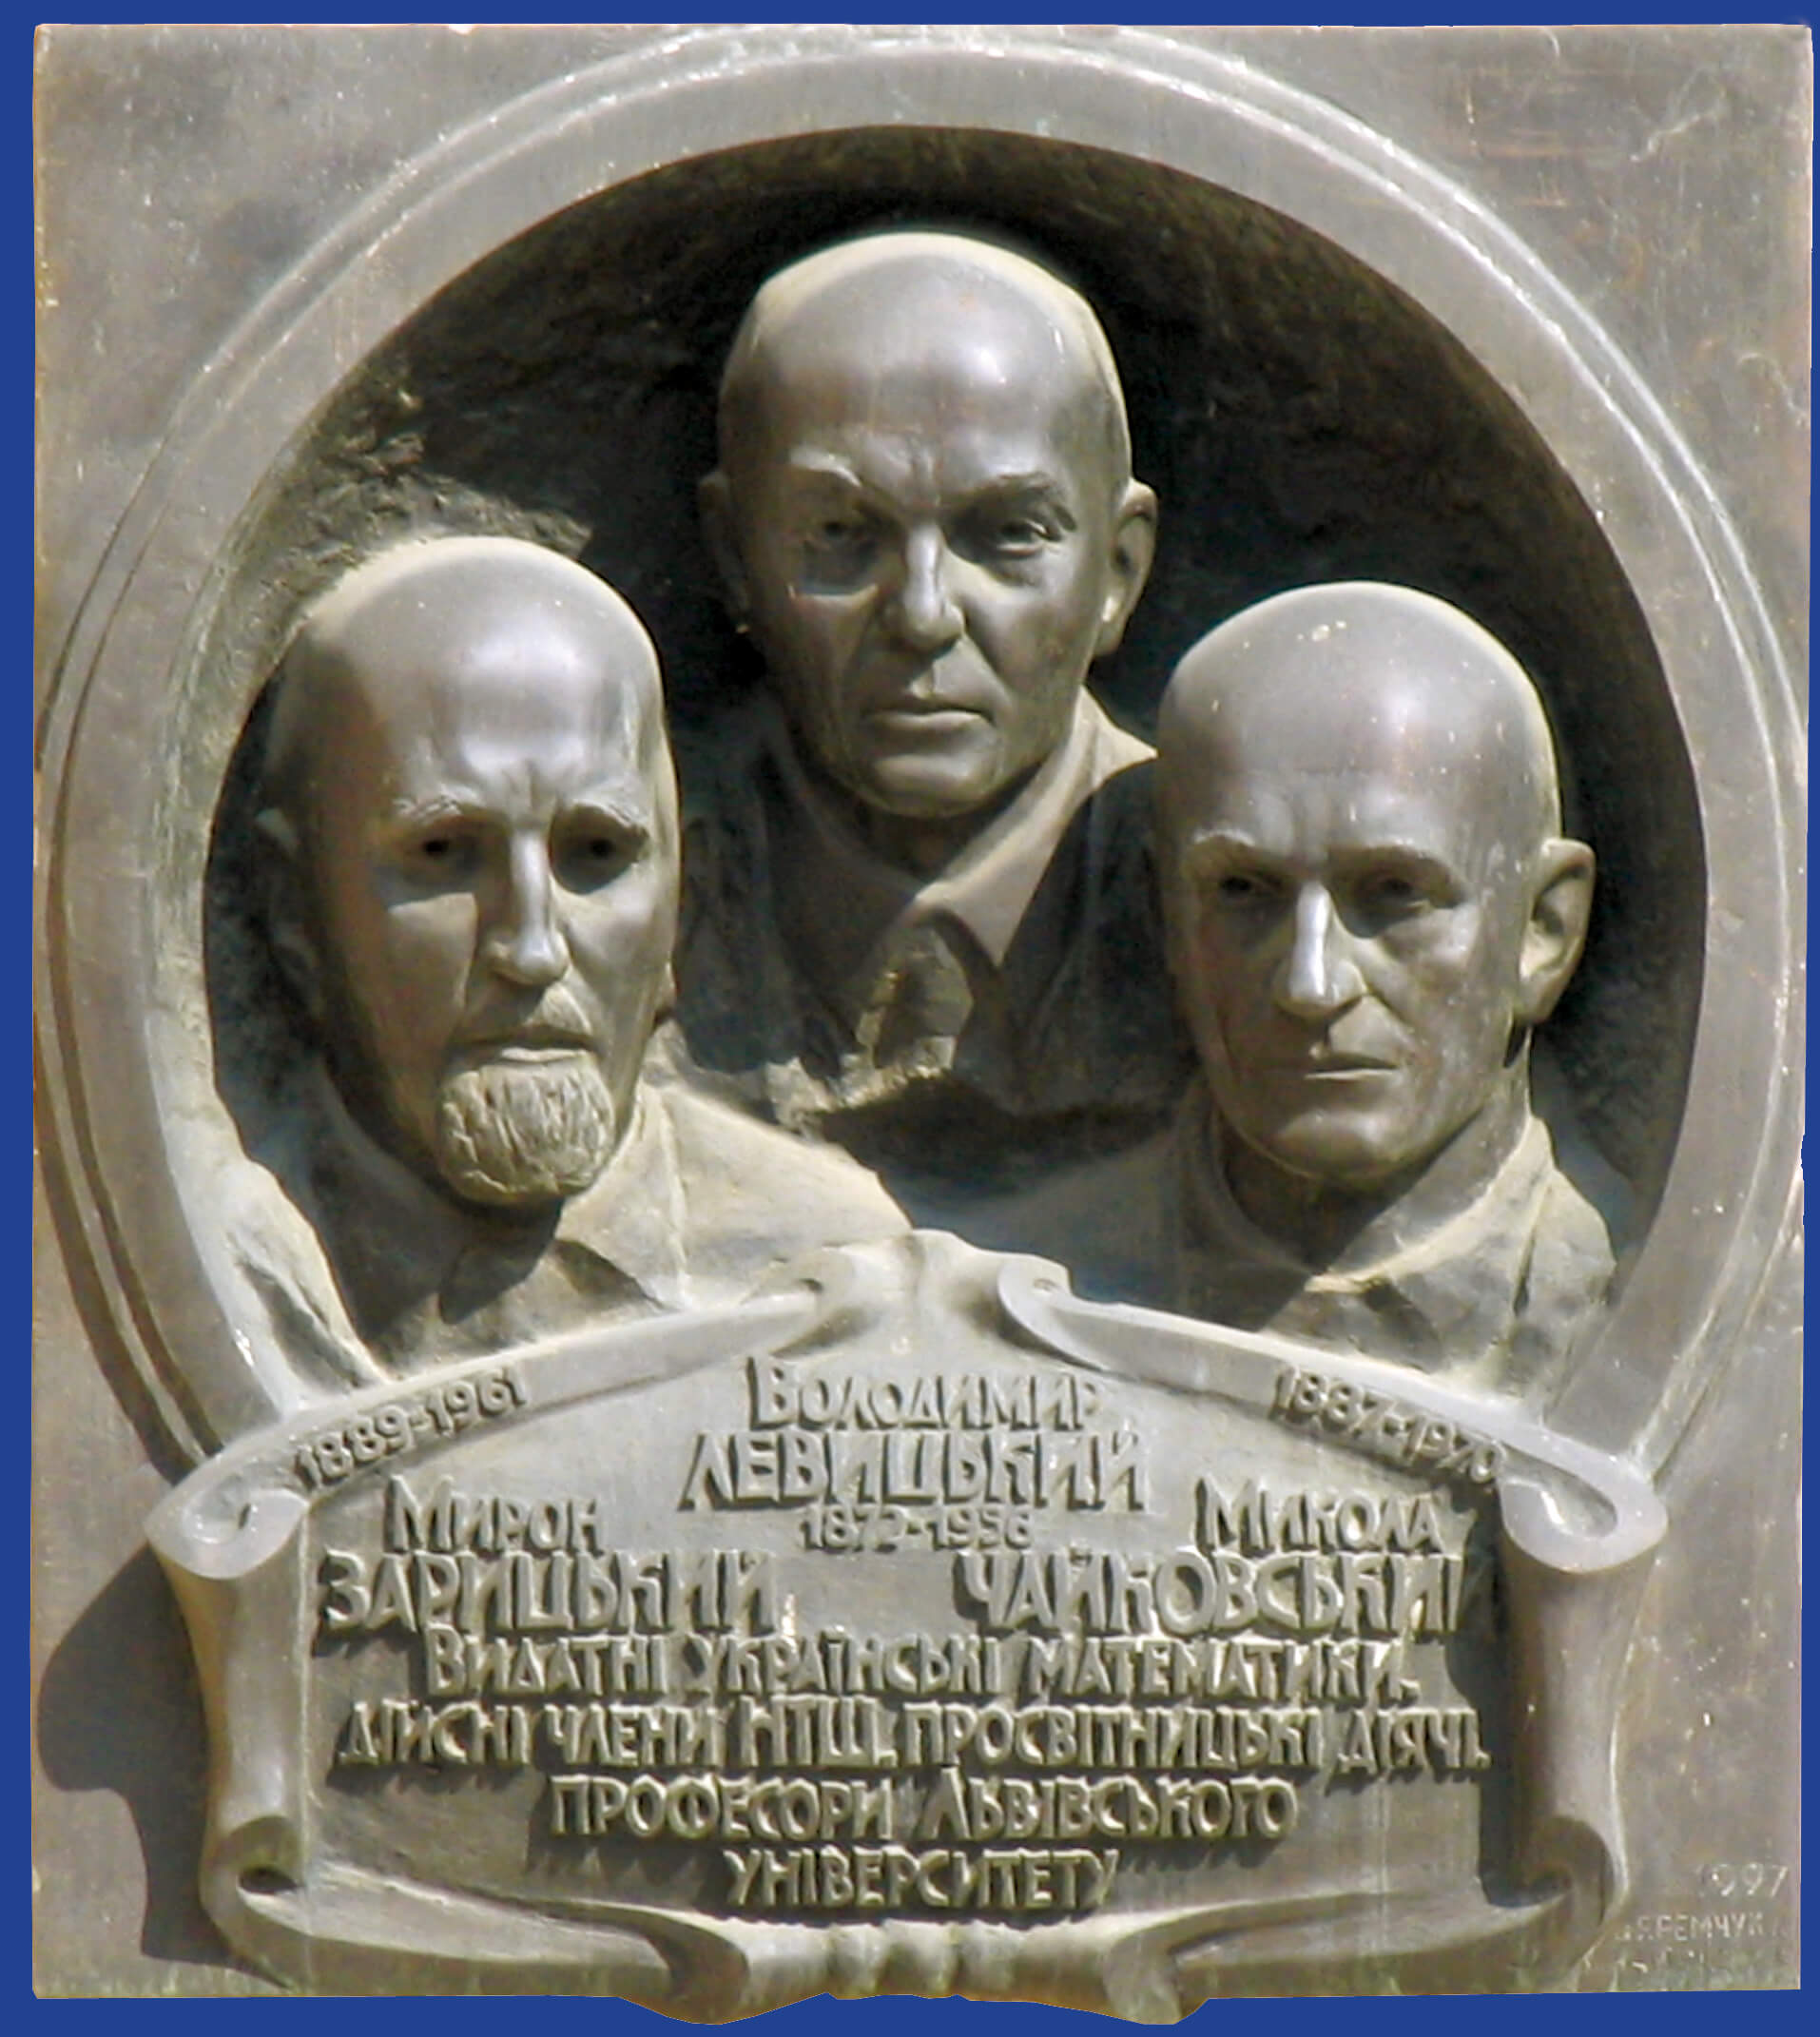 1889-1961
Володимир
ЛЕВИЦЬКИЙ
1872-1956
1887-1970
Мирон
ЗАРИЦЬКИЙ
Микола
ЧАЙКОВСЬКИЙ
Видатні українські математики,
дійсні члени НТШ, просвітницькі діячі,
професори Львівського
університету
1997
ЯРЕМЧУК